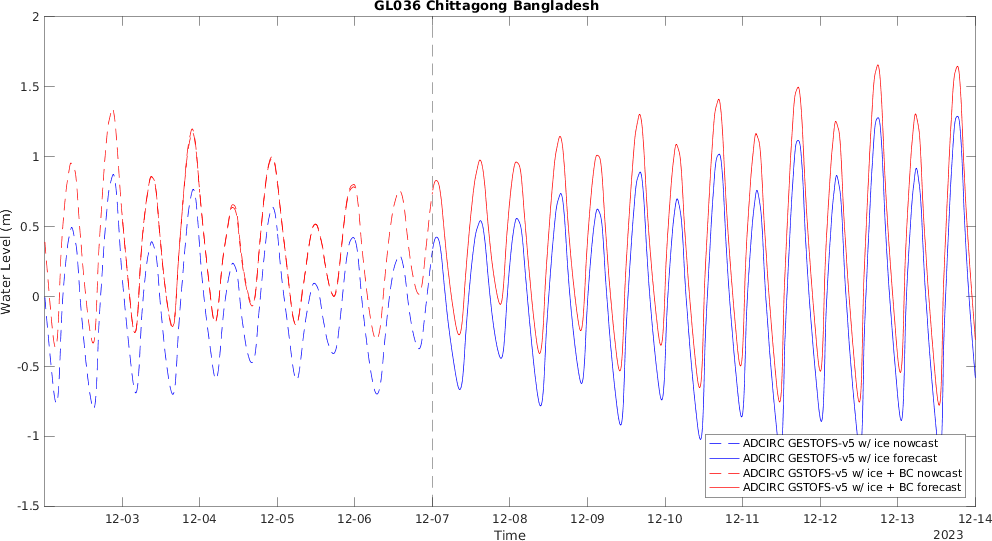 GL036 Chittagong Bangladesh
2
1.5
1
0.5
0
-0.5
-1
-1.5
Water Level (m)
ADCIRC GESTOFS-v5 w/ ice nowcast
ADCIRC GESTOFS-v5 w/ ice forecast
ADCIRC GSTOFS-v5 w/ ice + BC nowcast
ADCIRC GSTOFS-v5 w/ ice + BC forecast
12-03 12-04 12-05 12-06 12-07 12-08 12-09 12-10 12-11 12-12 12-13 12-14
Time
2023